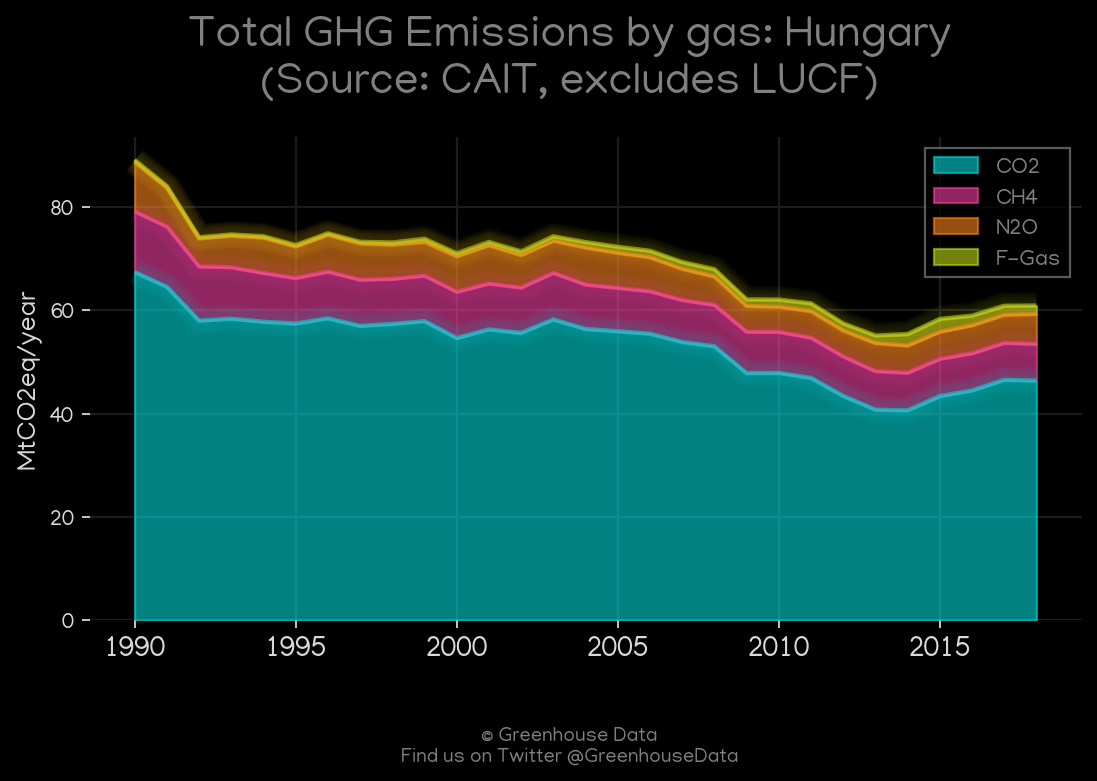 Total GHG Emissions by gas: Hungary
(Source: CAIT, excludes LUCF)
CO2
CH4
N2O
F-Gas
MtCO2eq/year
80
60
40
20
0
1990 1995 2000 2005 2010 2015
© Greenhouse Data
Find us on Twitter @GreenhouseData